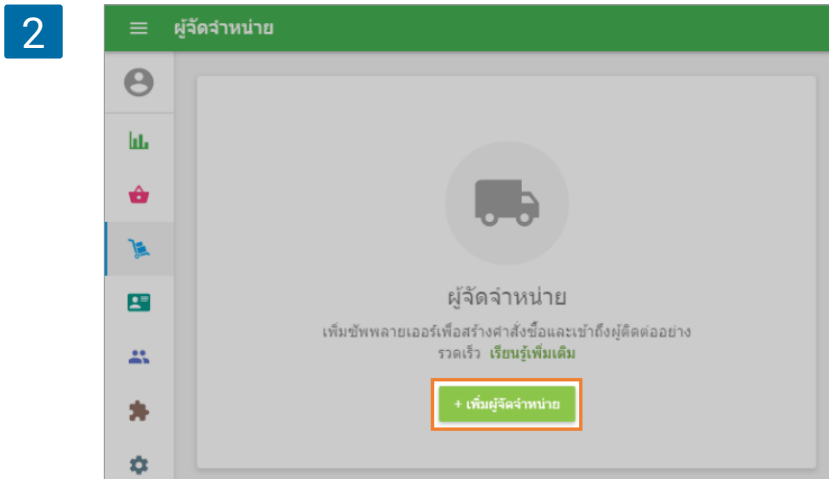 2
ผู้จัดจำหน่าย
ผู้จัดจำหน่าย
เพิ่มซัพพลายเออร์เพื่อสร้างคำสั่งซื้อและเข้าถึงผู้ติดต่ออย่าง
รวดเร็ว เรียนรู้เพิ่มเติม
+ เพิ่มผู้จัดจำหน่าย